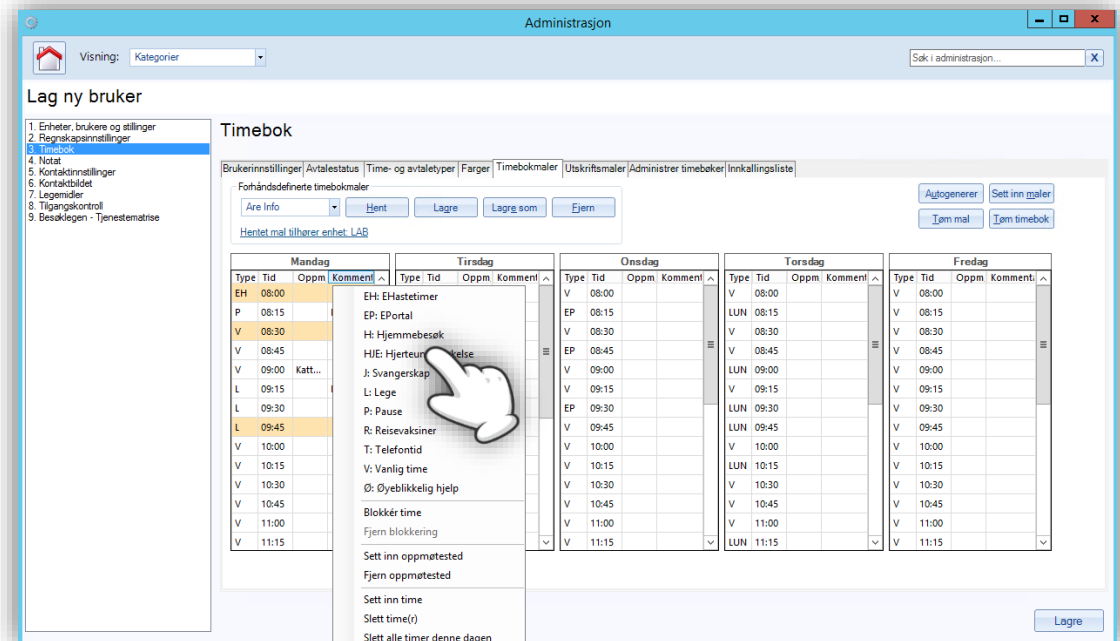 Administrasjon
Visning: Kategorier
Søk i administrasjon... X
Lag ny bruker
1. Enheter, brukere og stillinger
2. Regnskapsinnstillinger
3. Timebok
4. Notat
5. Kontaktinnstillinger
6. Kontaktbildet
7. Legemidler
8. Tilgangskontroll
9. Besøklegen - Tjenestematrise
Timebok
Brukerinnstillinger Avtalestatus Time- og avtaletyper Farger Timebokmaler Utskriftsmaler Administrer timebøker Innkallingsliste
Forhåndsdefinerte timebokmaler
Are Info Hent Lagre Lagre som Fjern
Hentet mal tilhører enhet: LAB
Autogenerer Sett inn maler
Tøm mal Tøm timebok
Mandag Tirsdag Onsdag Torsdag Fredag
Type Tid Oppm Komment Type Tid Oppm Komment Type Tid Oppm Komment Type Tid Oppm Komment Type Tid Oppm Komment
EH 08:00 V 08:00 V 08:00 V 08:00
P 08:15 EP 08:15 LUN 08:15 V 08:15
V 08:30 V 08:30 V 08:30 V 08:30
V 08:45 EP 08:45 V 08:45 V 08:45
V 09:00 Katt... V 09:00 LUN 09:00 V 09:00
L 09:15 V 09:15 V 09:15 V 09:15
L 09:30 EP 09:30 LUN 09:30 V 09:30
L 09:45 V 09:45 LUN 09:45 V 09:45
V 10:00 V 10:00 V 10:00 V 10:00
V 10:15 V 10:15 LUN 10:15 V 10:15
V 10:30 V 10:30 V 10:30 V 10:30
V 10:45 V 10:45 V 10:45 V 10:45
V 11:00 V 11:00 V 11:00 V 11:00
V 11:15 V 11:15 LUN 11:15 V 11:15
EH: EHastetimer
EP: EPortal
H: Hjemmebesøk
HJE:
J: Svangerskap
L: Lege
P: Pause
R: Reisevaksiner
T: Telefontid
V: Vanlig time
Ø: Øyeblikkelig hjelp
Blokkér time
Fjern blokkering
Sett inn oppmøtested
Fjern oppmøtested
Sett inn time
Slett time(r)
Slett alle timer denne dagen
Lagre